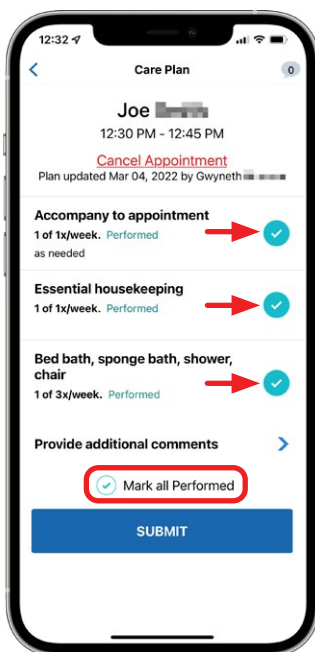 12:32
Care Plan
0
Joe
12:30 PM - 12:45 PM
Cancel Appointment
Plan updated Mar 04, 2022 by Gwyneth
Accompany to appointment
1 of 1x/week. Performed
as needed
Essential housekeeping
1 of 1x/week. Performed
Bed bath, sponge bath, shower,
chair
1 of 3x/week. Performed
Provide additional comments
Mark all Performed
SUBMIT